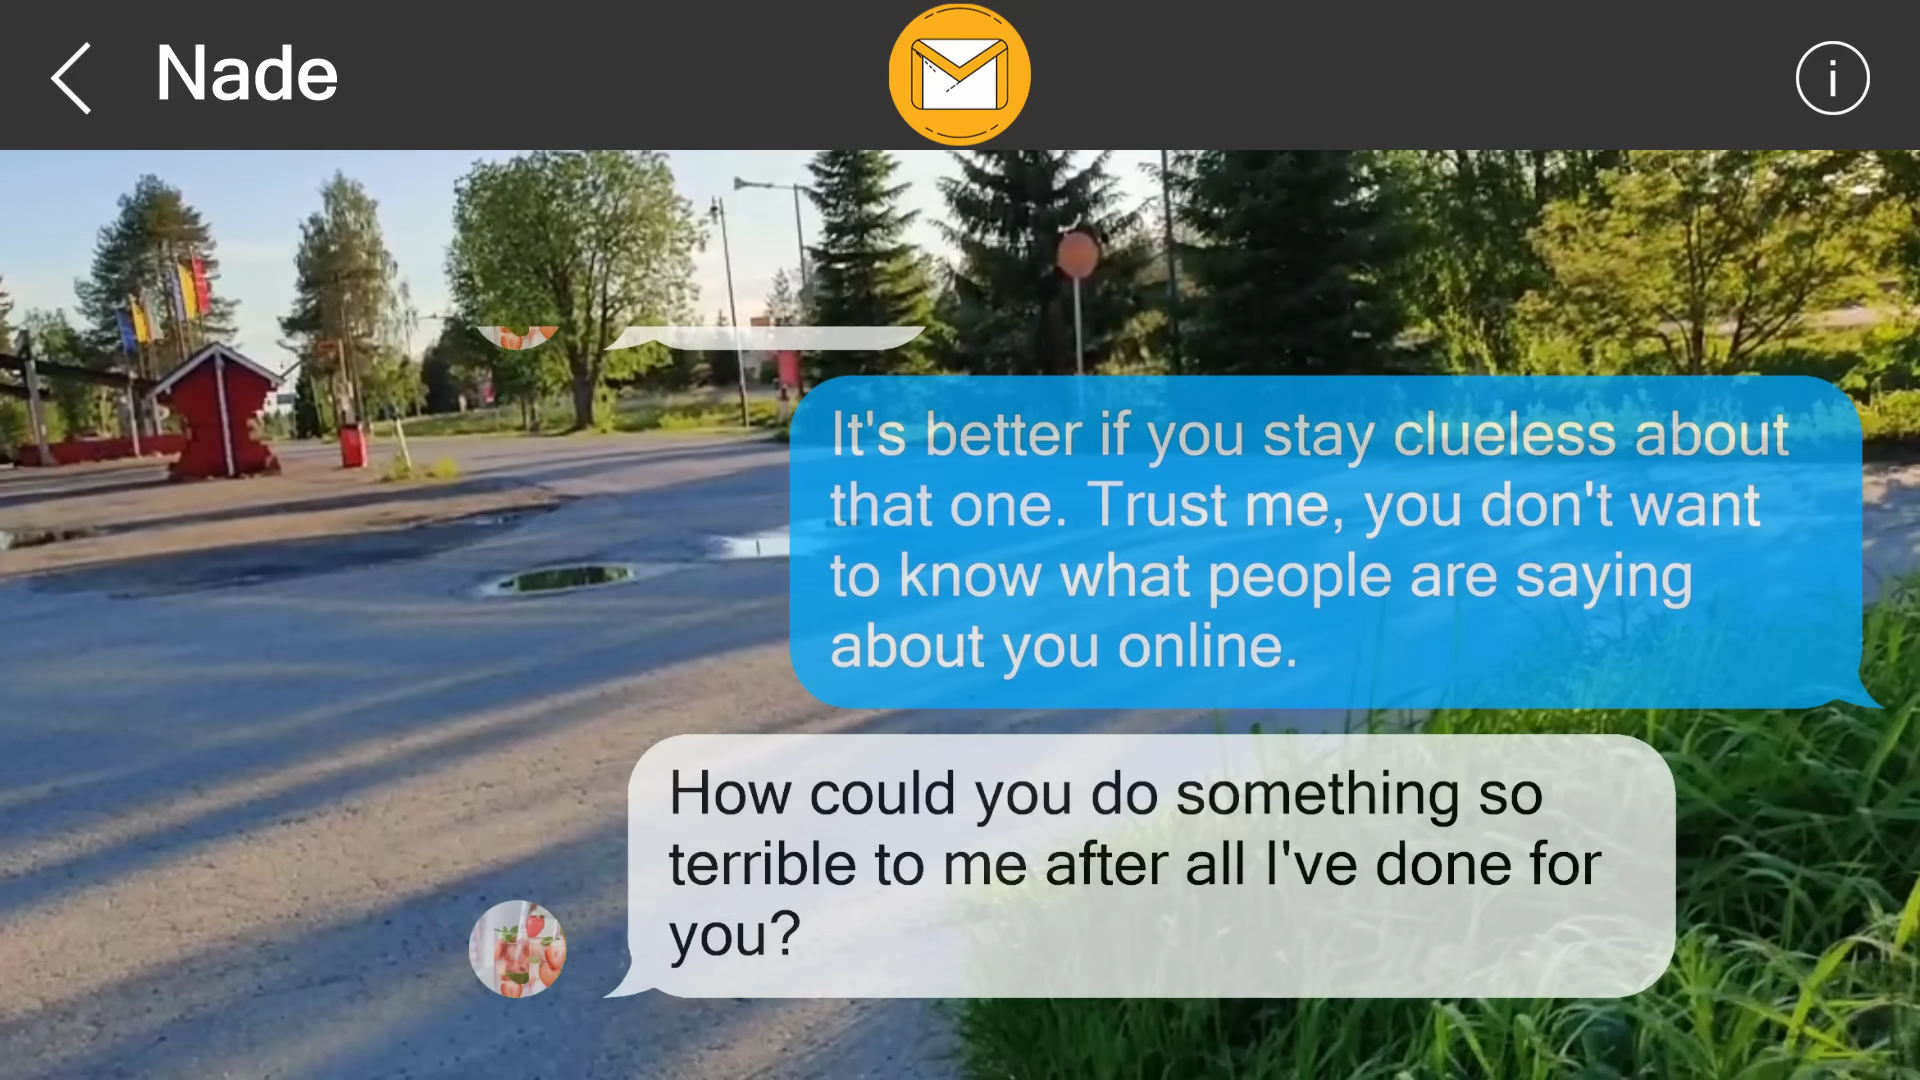 Nade
i
It's better if you stay clueless about
that one. Trust me, you don't want
to know what people are saying
about you online.
How could you do something so
terrible to me after all I've done for
you?